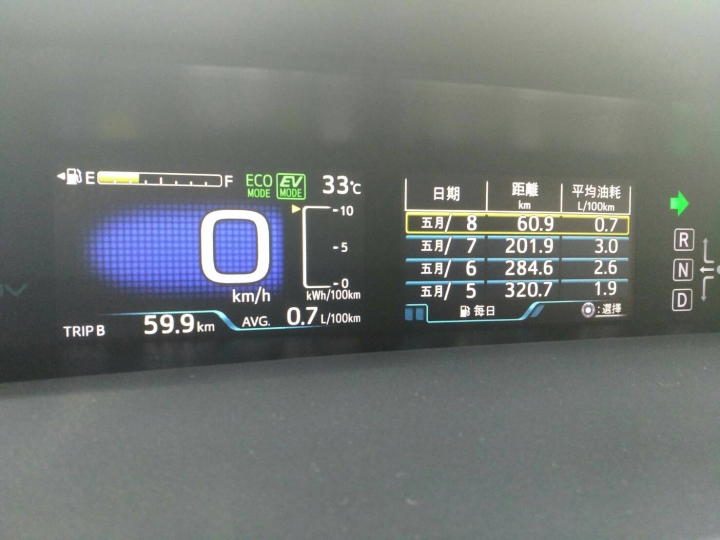 E F ECO MODE EV MODE 33°C
0 km/h
10
5
0
kWh/100km
TRIP B 59.9 km AVG. 0.7 L/100km
日期 距離 km 平均油耗 L/100km
五月/ 8 60.9 0.7
五月/ 7 201.9 3.0
五月/ 6 284.6 2.6
五月/ 5 320.7 1.9
每日 :選擇
R
N
D